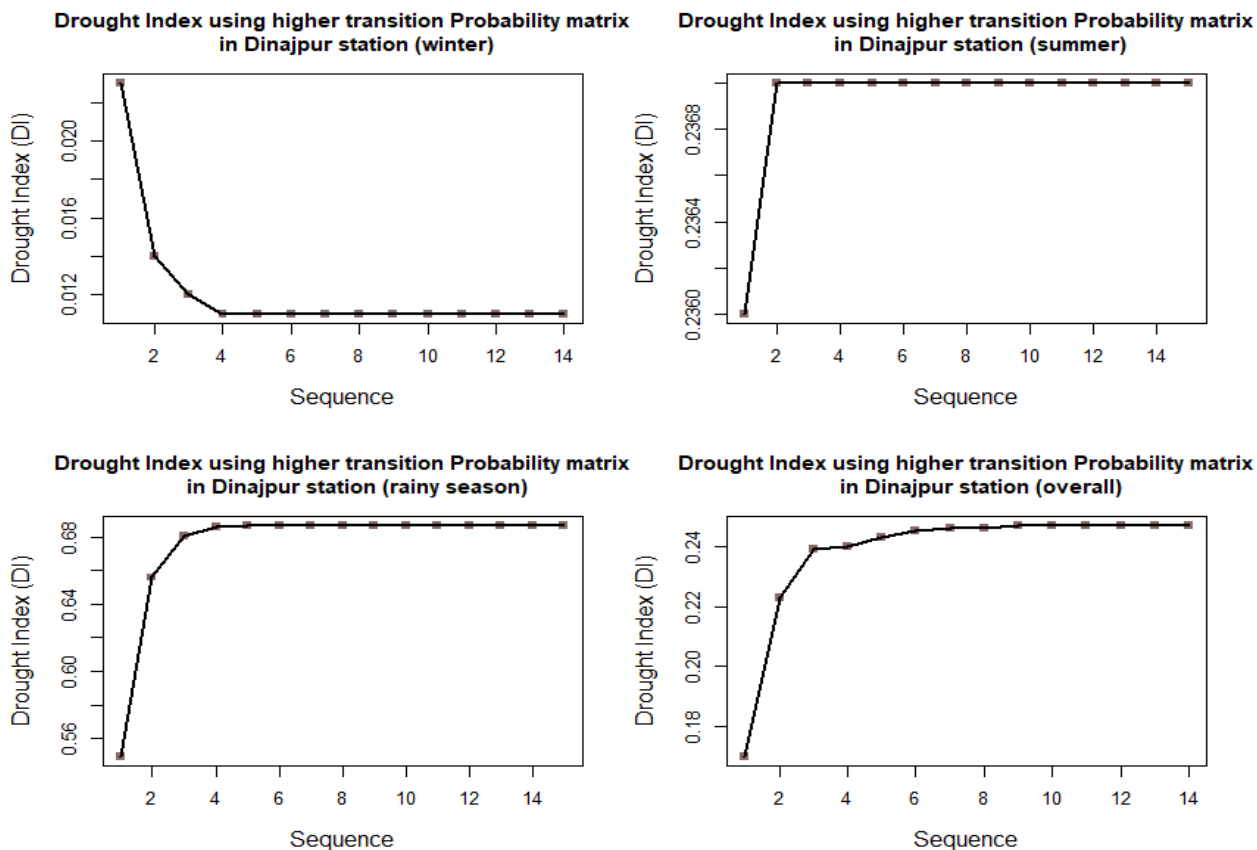 Drought Index using higher transition Probability matrix
in Dinajpur station (winter)
Drought Index (DI)
0.020
0.016
0.012
2 4 6 8 10 12 14
Sequence
Drought Index using higher transition Probability matrix
in Dinajpur station (summer)
Drought Index (DI)
0.2368
0.2364
0.2360
2 4 6 8 10 12 14
Sequence
Drought Index using higher transition Probability matrix
in Dinajpur station (rainy season)
Drought Index (DI)
0.68
0.64
0.60
0.56
2 4 6 8 10 12 14
Sequence
Drought Index using higher transition Probability matrix
in Dinajpur station (overall)
Drought Index (DI)
0.24
0.22
0.20
0.18
2 4 6 8 10 12 14
Sequence